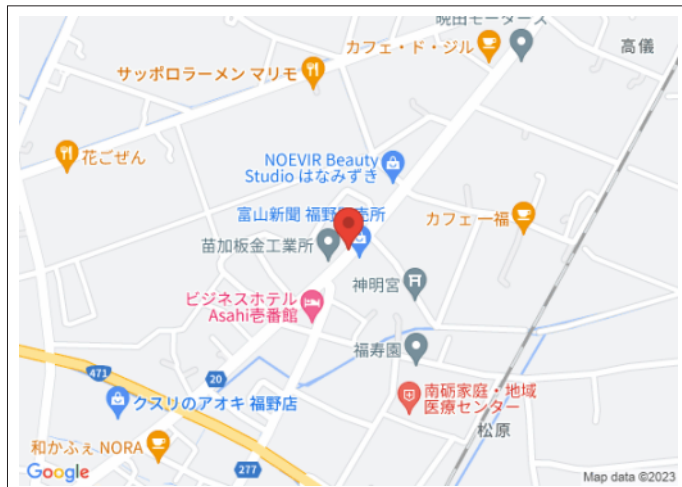 暁田モータース
カフェ・ド・ジル
高儀
サッポロラーメン マリモ
花ごぜん
NOEVIR Beauty
Studio はなみずき
富山新聞 福野
売所
カフェ 一福
苗加板金工業所
神明宮
ビジネスホテル
Asahi壱番館
福寿園
471
20
クスリのアオキ 福野店
南砺家庭・地域
医療センター
松原
和かふぇ NORA
277
Google
Map data ©2023